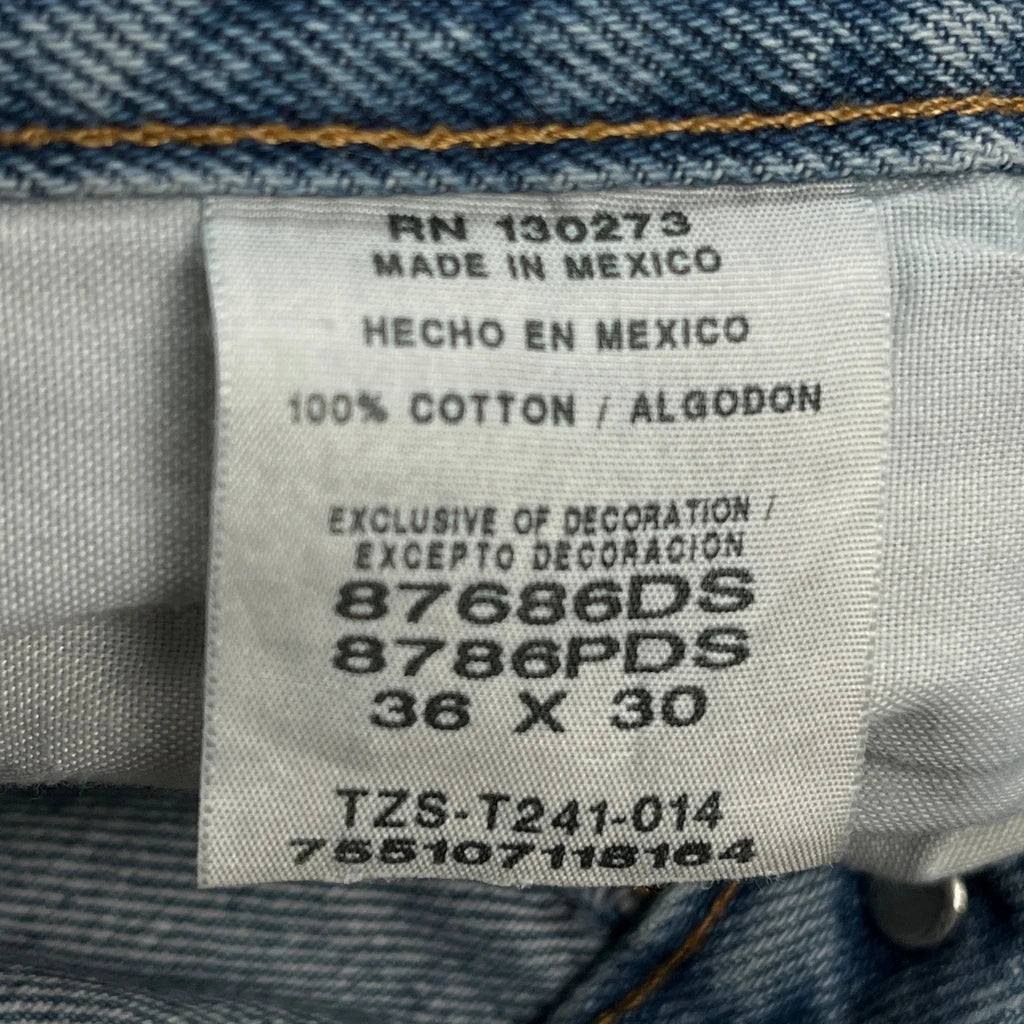 RN 130273
MADE IN MEXICO
HECHO EN MEXICO
100% COTTON / ALGODON
EXCLUSIVE OF DECORATION /
EXCEPTO DECORACION
87686DS
8786PDS
36 X 30
TZS-T241-014
755107118164